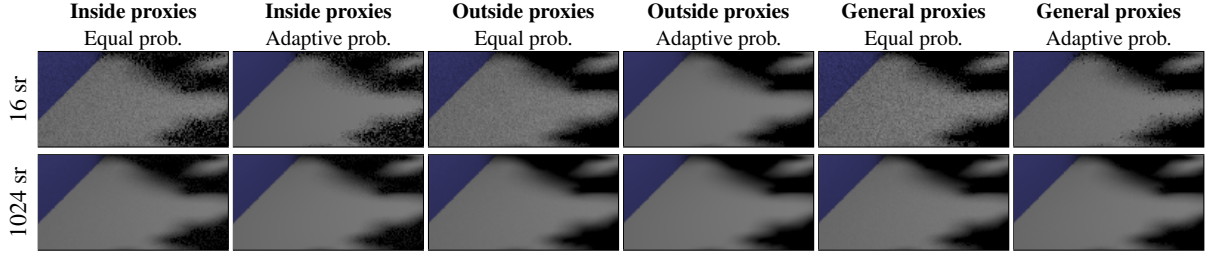 Inside proxies Inside proxies Outside proxies Outside proxies General proxies General proxies
Equal prob. Adaptive prob. Equal prob. Adaptive prob. Equal prob. Adaptive prob.
16 sr
1024 sr